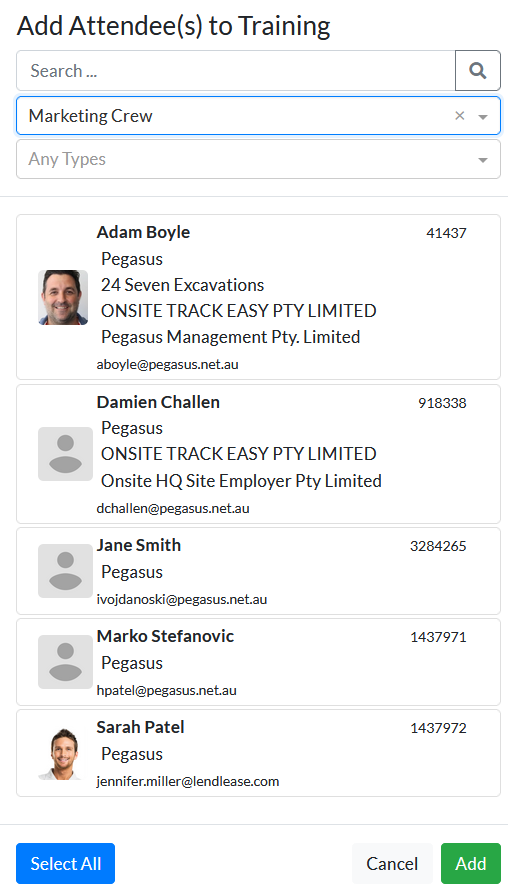 Add Attendee(s) to Training
Search ...
Marketing Crew ×
Any Types
Adam Boyle 41437
Pegasus
24 Seven Excavations
ONSITE TRACK EASY PTY LIMITED
Pegasus Management Pty. Limited
aboyle@pegasus.net.au
Damien Challen 918338
Pegasus
ONSITE TRACK EASY PTY LIMITED
Onsite HQ Site Employer Pty Limited
dchallen@pegasus.net.au
Jane Smith 3284265
Pegasus
ivojdanoski@pegasus.net.au
Marko Stefanovic 1437971
Pegasus
hpatel@pegasus.net.au
Sarah Patel 1437972
Pegasus
jennifer.miller@lendlease.com
Select All Cancel Add